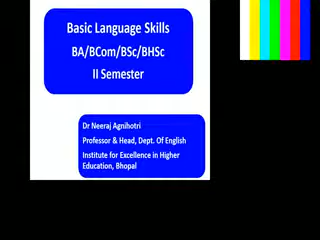 Basic Language Skills
BA/BCom/BSc/BHSc
II Semester
Dr Neeraj Agnihotri
Professor & Head, Dept. Of English
Institute for Excellence in Higher
Education, Bhopal